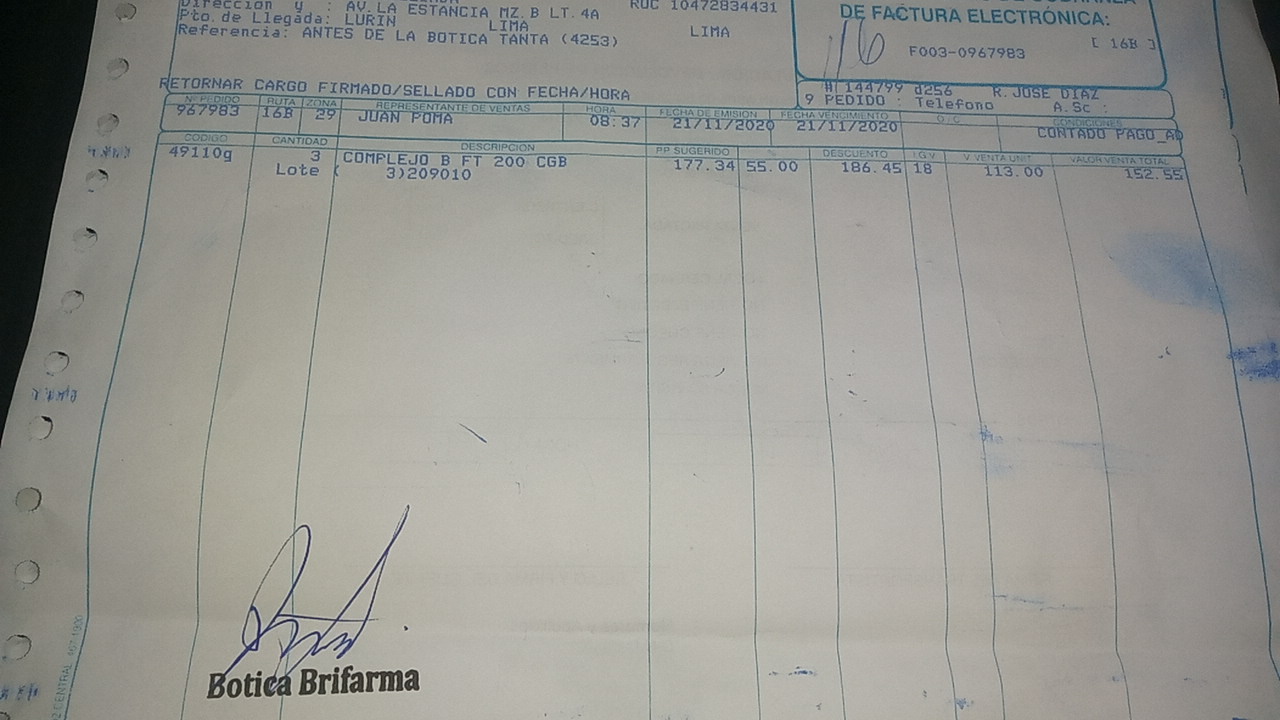 Dirección y : AV.LA ESTANCIA MZ.B LT.4A RUC 10472834431
Pto.de Llegada: LURIN LIMA LIMA
Referencia: ANTES DE LA BOTICA TANTA (4253)
DE FACTURA ELECTRÓNICA:
16 F003-0967983 [ 16B ]
RETORNAR CARGO FIRMADO/SELLADO CON FECHA/HORA
144799 d256 R.JOSE DIAZ
9 PEDIDO : Telefono A.Sc :
Nº PEDIDO RUTA ZONA REPRESENTANTE DE VENTAS HORA FECHA DE EMISION FECHA VENCIMIENTO O/C CONDICIONES
967983 16B 29 JUAN POMA 08:37 21/11/2020 21/11/2020 CONTADO PAGO_A
CODIGO CANTIDAD DESCRIPCION PP SUGERIDO % DESCUENTO I.G.V V.VENTA UNIT. VALOR VENTA TOTAL
49110g 3 COMPLEJO B FT 200 CGB 177.34 55.00 186.45 18 113.00 152.55
Lote ( 3)209010
Botica Brifarma